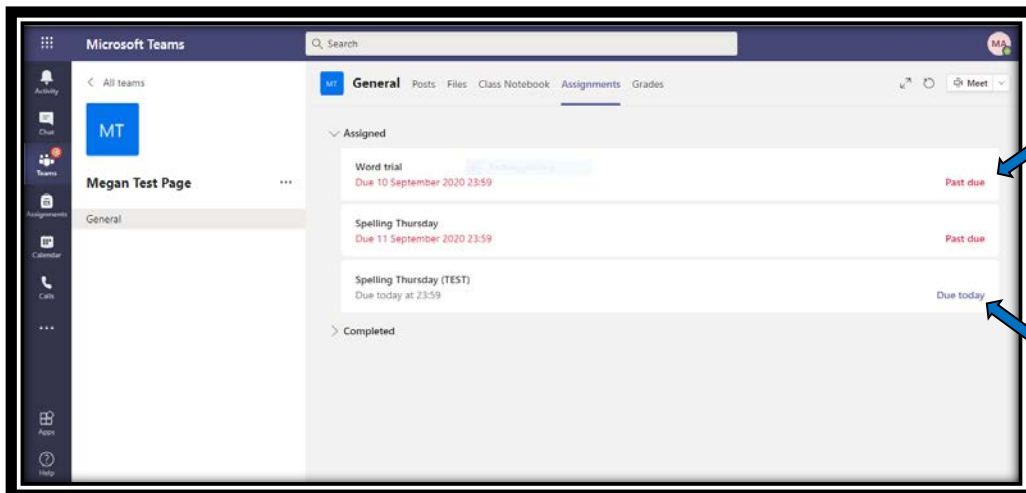 Microsoft Teams
Search
MA
Activity
Chat
Teams
Assignments
Calendar
Calls
Apps
Help
All teams
MT
Megan Test Page
General
MT General Posts Files Class Notebook Assignments Grades
Meet
Assigned
Word trial
Due 10 September 2020 23:59
Past due
Spelling Thursday
Due 11 September 2020 23:59
Past due
Spelling Thursday (TEST)
Due today at 23:59
Due today
Completed